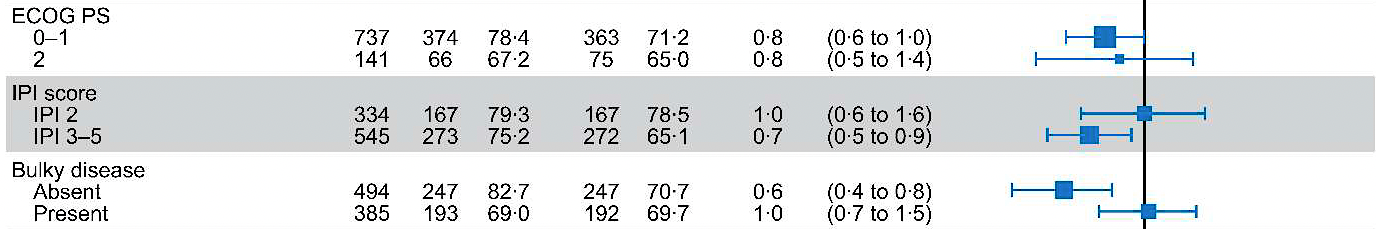 ECOG PS
0–1 737 374 78·4 363 71·2 0·8 (0·6 to 1·0)
2 141 66 67·2 75 65·0 0·8 (0·5 to 1·4)
IPI score
IPI 2 334 167 79·3 167 78·5 1·0 (0·6 to 1·6)
IPI 3–5 545 273 75·2 272 65·1 0·7 (0·5 to 0·9)
Bulky disease
Absent 494 247 82·7 247 70·7 0·6 (0·4 to 0·8)
Present 385 193 69·0 192 69·7 1·0 (0·7 to 1·5)